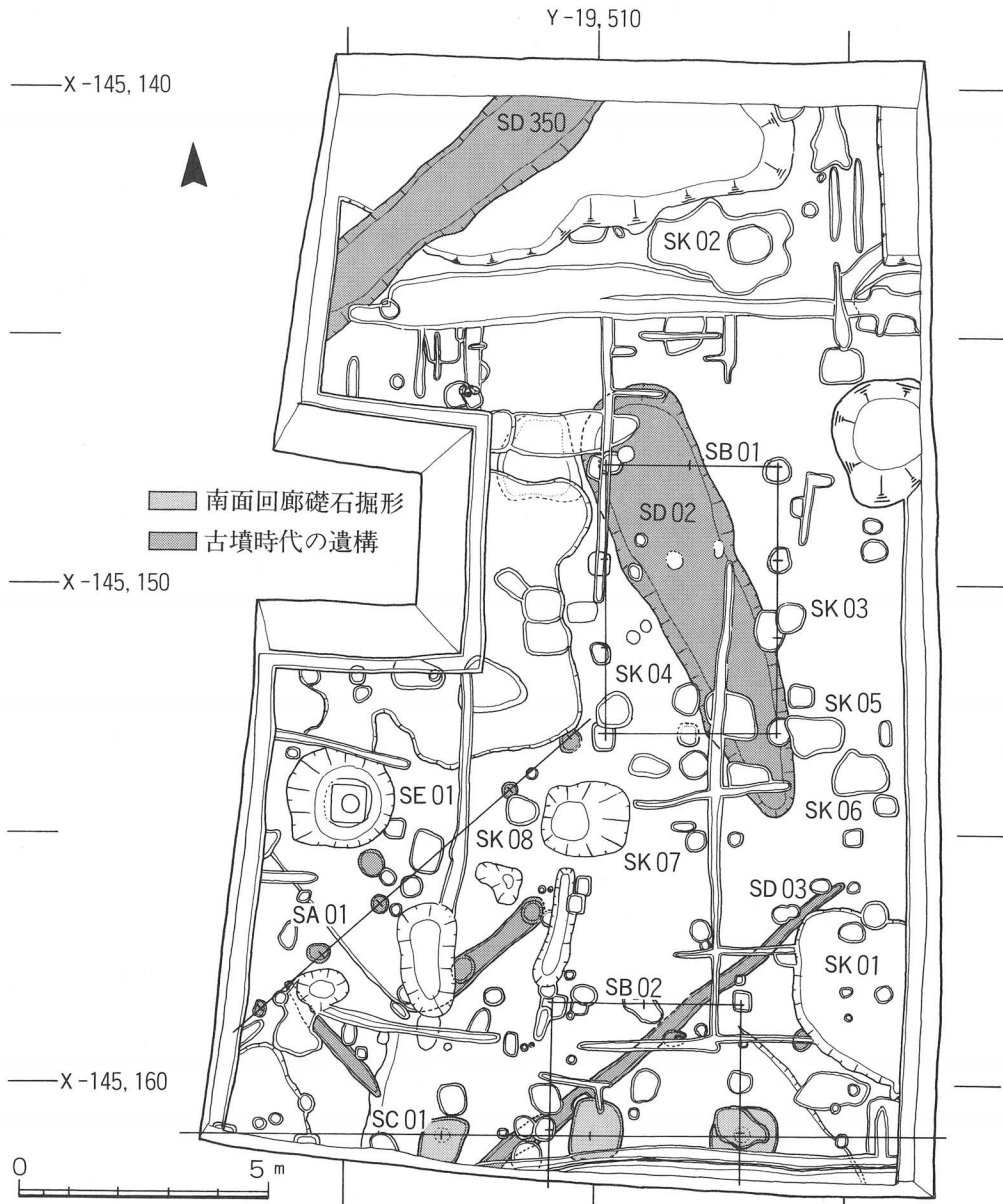 Y -19, 510
X -145, 140
SD 350
SK 02
SB 01
南面回廊礎石掘形
古墳時代の遺構
SD 02
X -145, 150
SK 03
SK 04
SK 05
SE 01
SK 06
SK 08
SK 07
SD 03
SA 01
SK 01
SB 02
X -145, 160
SC 01
0
5 m